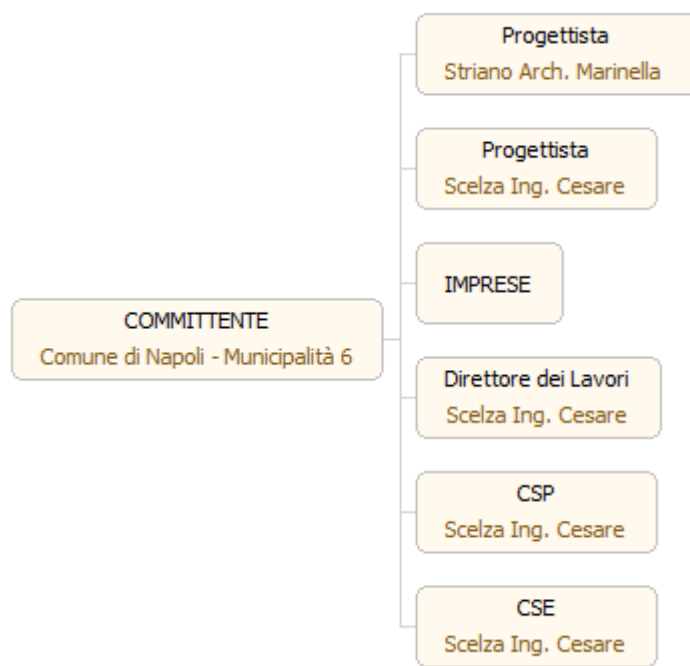 Progettista
Striano Arch. Marinella
Progettista
Scelza Ing. Cesare
IMPRESE
COMMITTENTE
Comune di Napoli - Municipalità 6
Direttore dei Lavori
Scelza Ing. Cesare
CSP
Scelza Ing. Cesare
CSE
Scelza Ing. Cesare